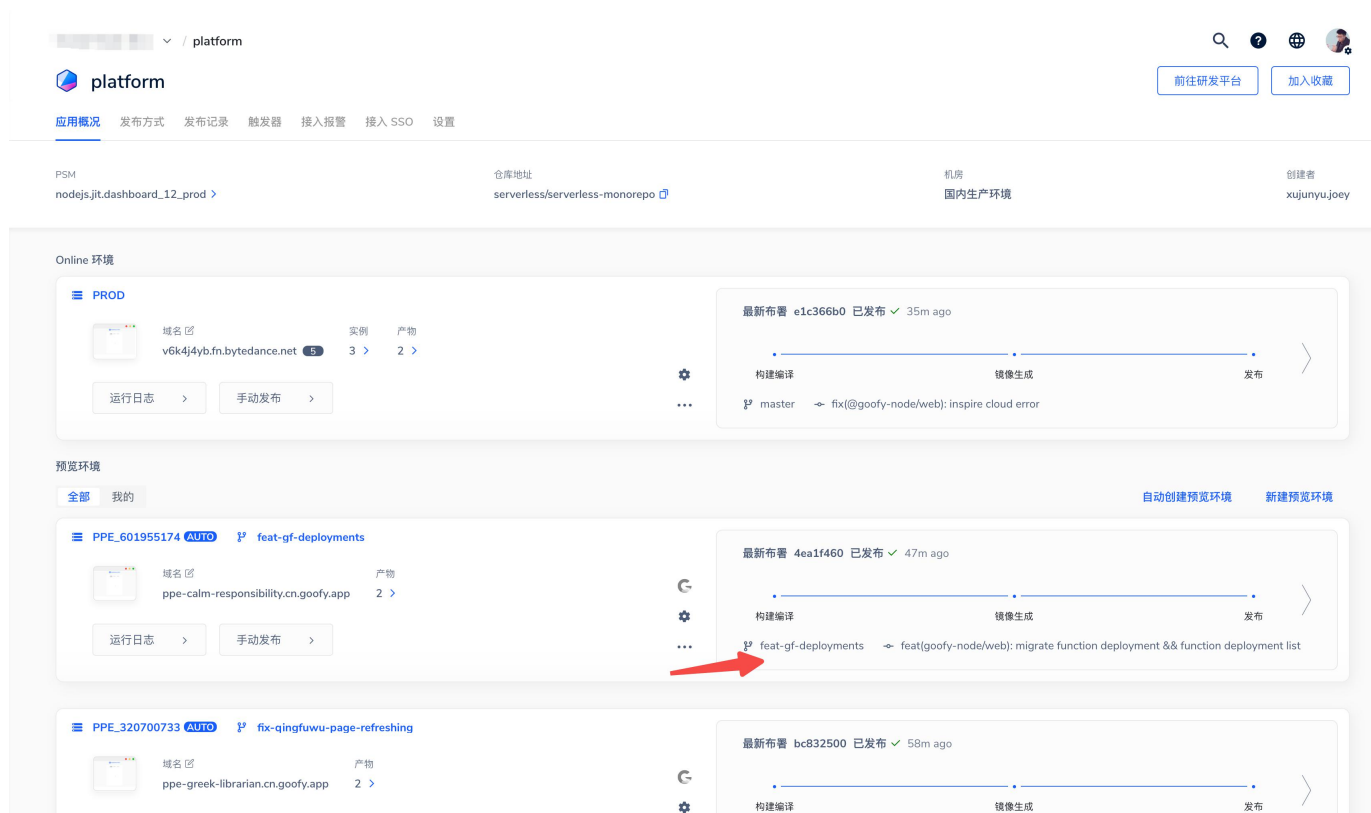 / platform
platform
前往研发平台 加入收藏
应用概况 发布方式 发布记录 触发器 接入报警 接入 SSO 设置
PSM 仓库地址 机房 创建者
nodejs.jit.dashboard_12_prod > serverless/serverless-monorepo 国内生产环境 xujunyu.joey
Online 环境
PROD
最新布署 e1c366b0 已发布 35m ago
域名 实例 产物
v6k4j4yb.fn.bytedance.net 5 3 > 2 >
构建编译 镜像生成 发布
运行日志 > 手动发布 >
master fix(@goofy-node/web): inspire cloud error
预览环境
全部 我的
自动创建预览环境 新建预览环境
PPE_601955174 AUTO feat-gf-deployments
最新布署 4ea1f460 已发布 47m ago
域名 产物
ppe-calm-responsibility.cn.goofy.app 2 >
构建编译 镜像生成 发布
运行日志 > 手动发布 >
feat-gf-deployments feat(goofy-node/web): migrate function deployment && function deployment list
PPE_320700733 AUTO fix-qingfuwu-page-refreshing
最新布署 bc832500 已发布 58m ago
域名 产物
ppe-greek-librarian.cn.goofy.app 2 >
构建编译 镜像生成 发布